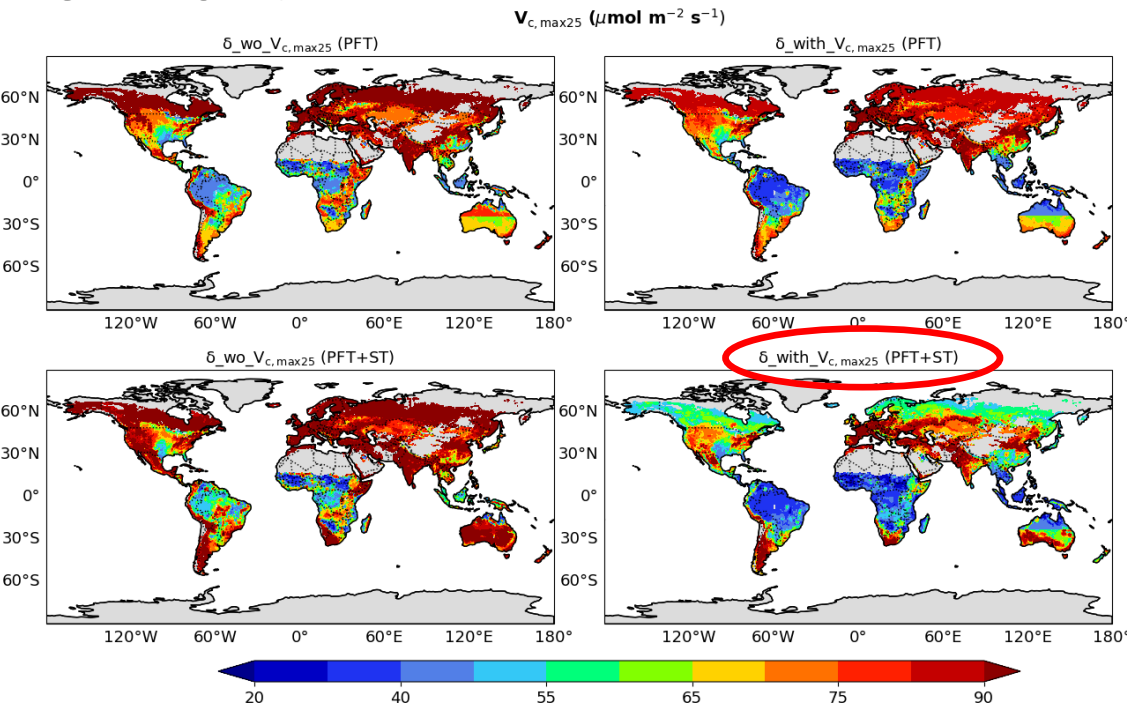 V_c,max25 (μmol m⁻² s⁻¹)
δ_wo_V_c,max25 (PFT)
δ_with_V_c,max25 (PFT)
60°N
30°N
0°
30°S
60°S
60°N
30°N
0°
30°S
60°S
120°W 60°W 0° 60°E 120°E 180°
120°W 60°W 0° 60°E 120°E 180°
δ_wo_V_c,max25 (PFT+ST)
δ_with_V_c,max25 (PFT+ST)
60°N
30°N
0°
30°S
60°S
60°N
30°N
0°
30°S
60°S
120°W 60°W 0° 60°E 120°E 180°
120°W 60°W 0° 60°E 120°E 180°
20 40 55 65 75 90